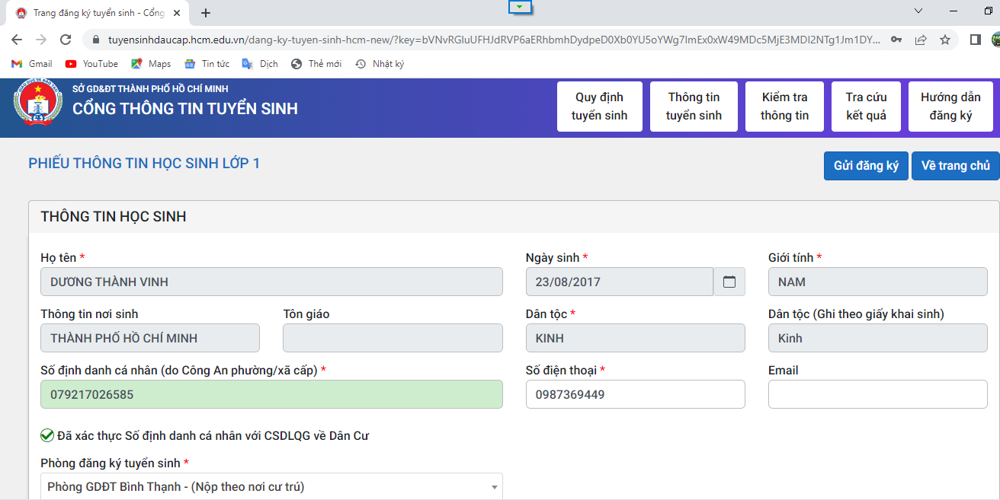 Trang đăng ký tuyển sinh - Cổng
tuyensinhdaucap.hcm.edu.vn/dang-ky-tuyen-sinh-hcm-new/?key=bVNvRGluUFHJdRVP6aERhbmhDydpeD0Xb0YU5oYWg7ImEx0xW49MDc5MjE3MDI2NTg1Jm1DY...
Gmail YouTube Maps Tin tức Dịch Thẻ mới Nhật ký
SỞ GD&ĐT THÀNH PHỐ HỒ CHÍ MINH
CỔNG THÔNG TIN TUYỂN SINH
Quy định tuyển sinh
Thông tin tuyển sinh
Kiểm tra thông tin
Tra cứu kết quả
Hướng dẫn đăng ký
PHIẾU THÔNG TIN HỌC SINH LỚP 1
Gửi đăng ký Về trang chủ
THÔNG TIN HỌC SINH
Họ tên * Ngày sinh * Giới tính *
DƯƠNG THÀNH VINH 23/08/2017 NAM
Thông tin nơi sinh Tôn giáo Dân tộc * Dân tộc (Ghi theo giấy khai sinh)
THÀNH PHỐ HỒ CHÍ MINH KINH Kinh
Số định danh cá nhân (do Công An phường/xã cấp) * Số điện thoại * Email
079217026585 0987369449
Đã xác thực Số định danh cá nhân với CSDLQG về Dân Cư
Phòng đăng ký tuyển sinh *
Phòng GDĐT Bình Thạnh - (Nộp theo nơi cư trú)